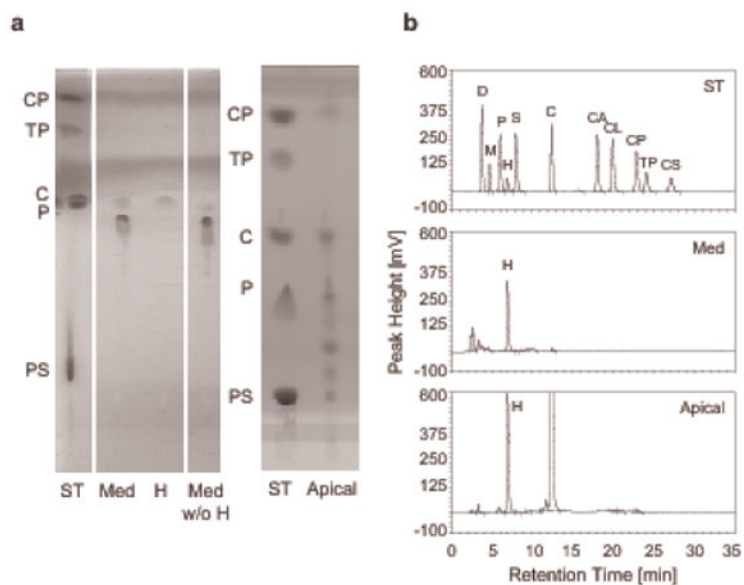 a
CP
TP
C
P
PS
ST Med H Med w/o H
CP
TP
C
P
PS
ST Apical
b
600
375
250
125
-100
D M P H S C CA CL CP TP CS
ST
600
375
250
125
-100
H
Med
600
375
250
125
-100
H
Apical
Peak Height [mV]
0 5 10 15 20 25 30 35
Retention Time [min]